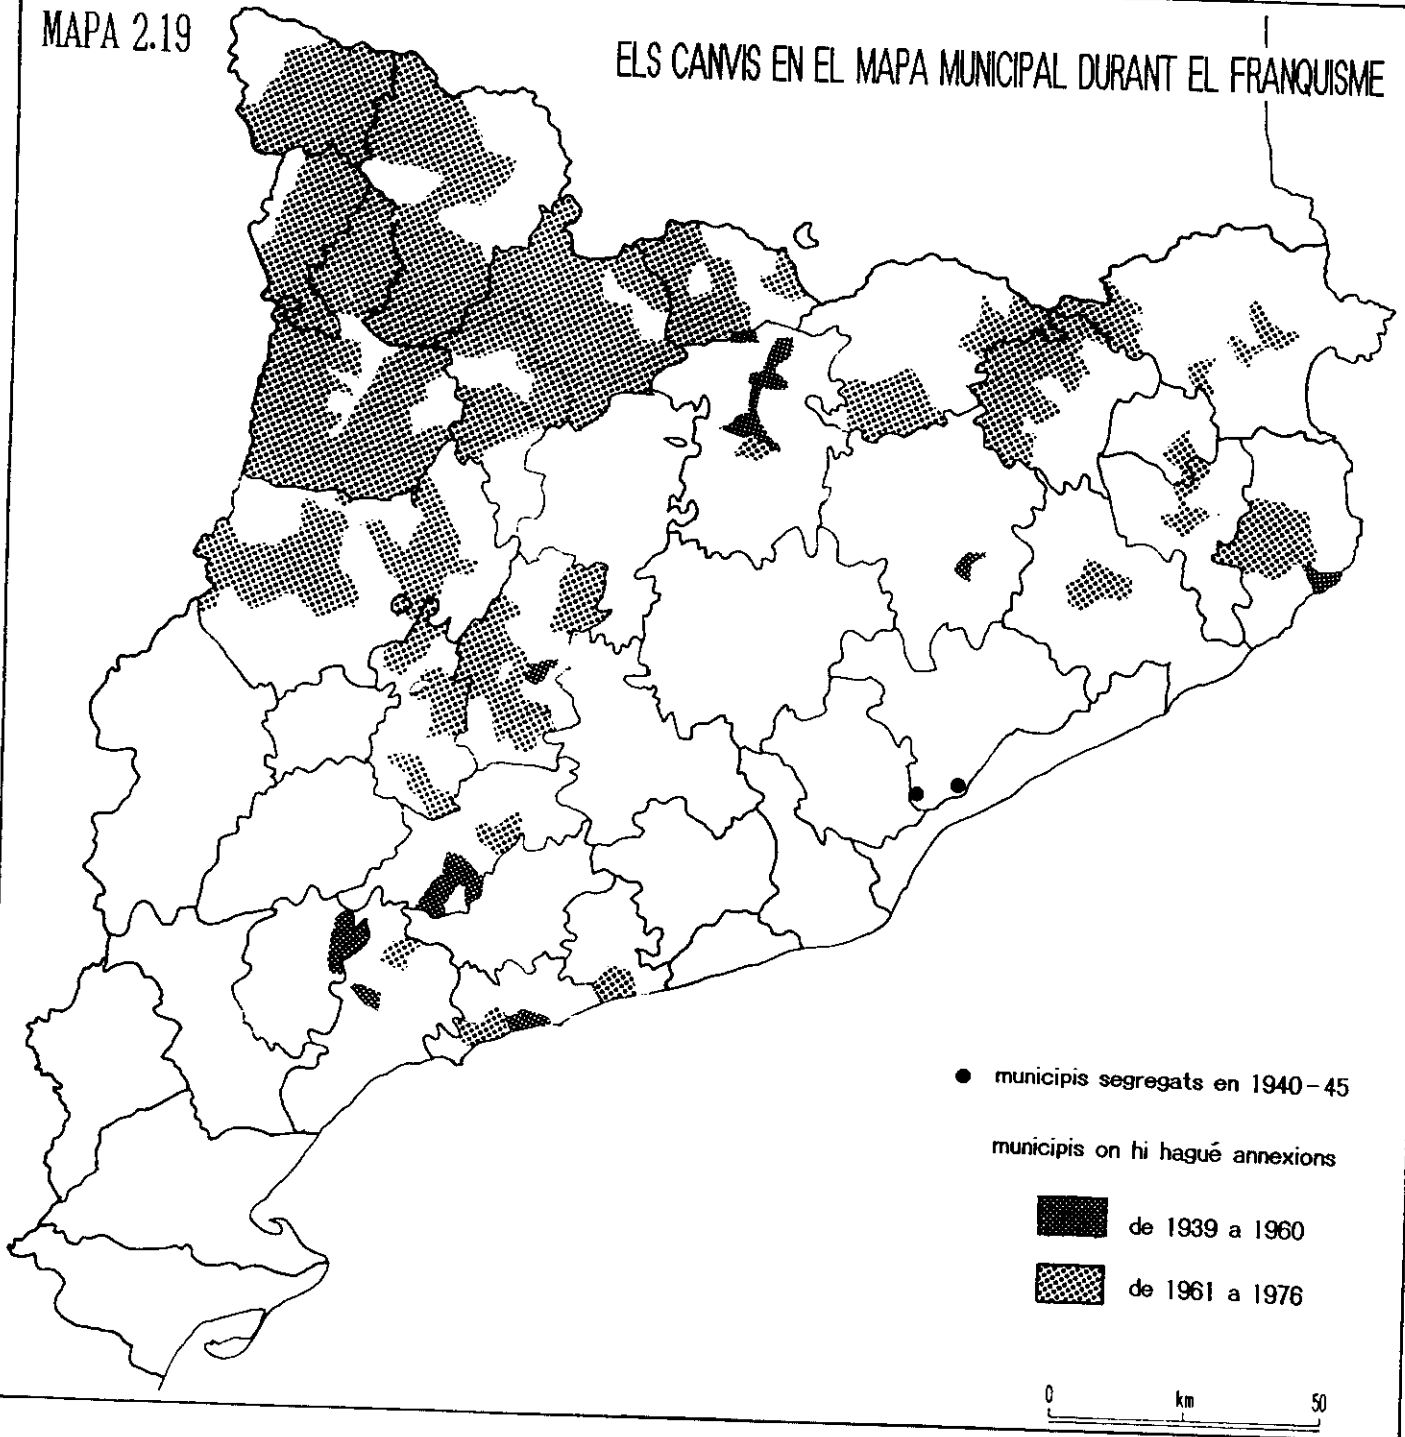 MAPA 2.19
ELS CANVIS EN EL MAPA MUNICIPAL DURANT EL FRANQUISME
municipis segregats en 1940-45
municipis on hi hagué annexions
de 1939 a 1960
de 1961 a 1976
0 km 50